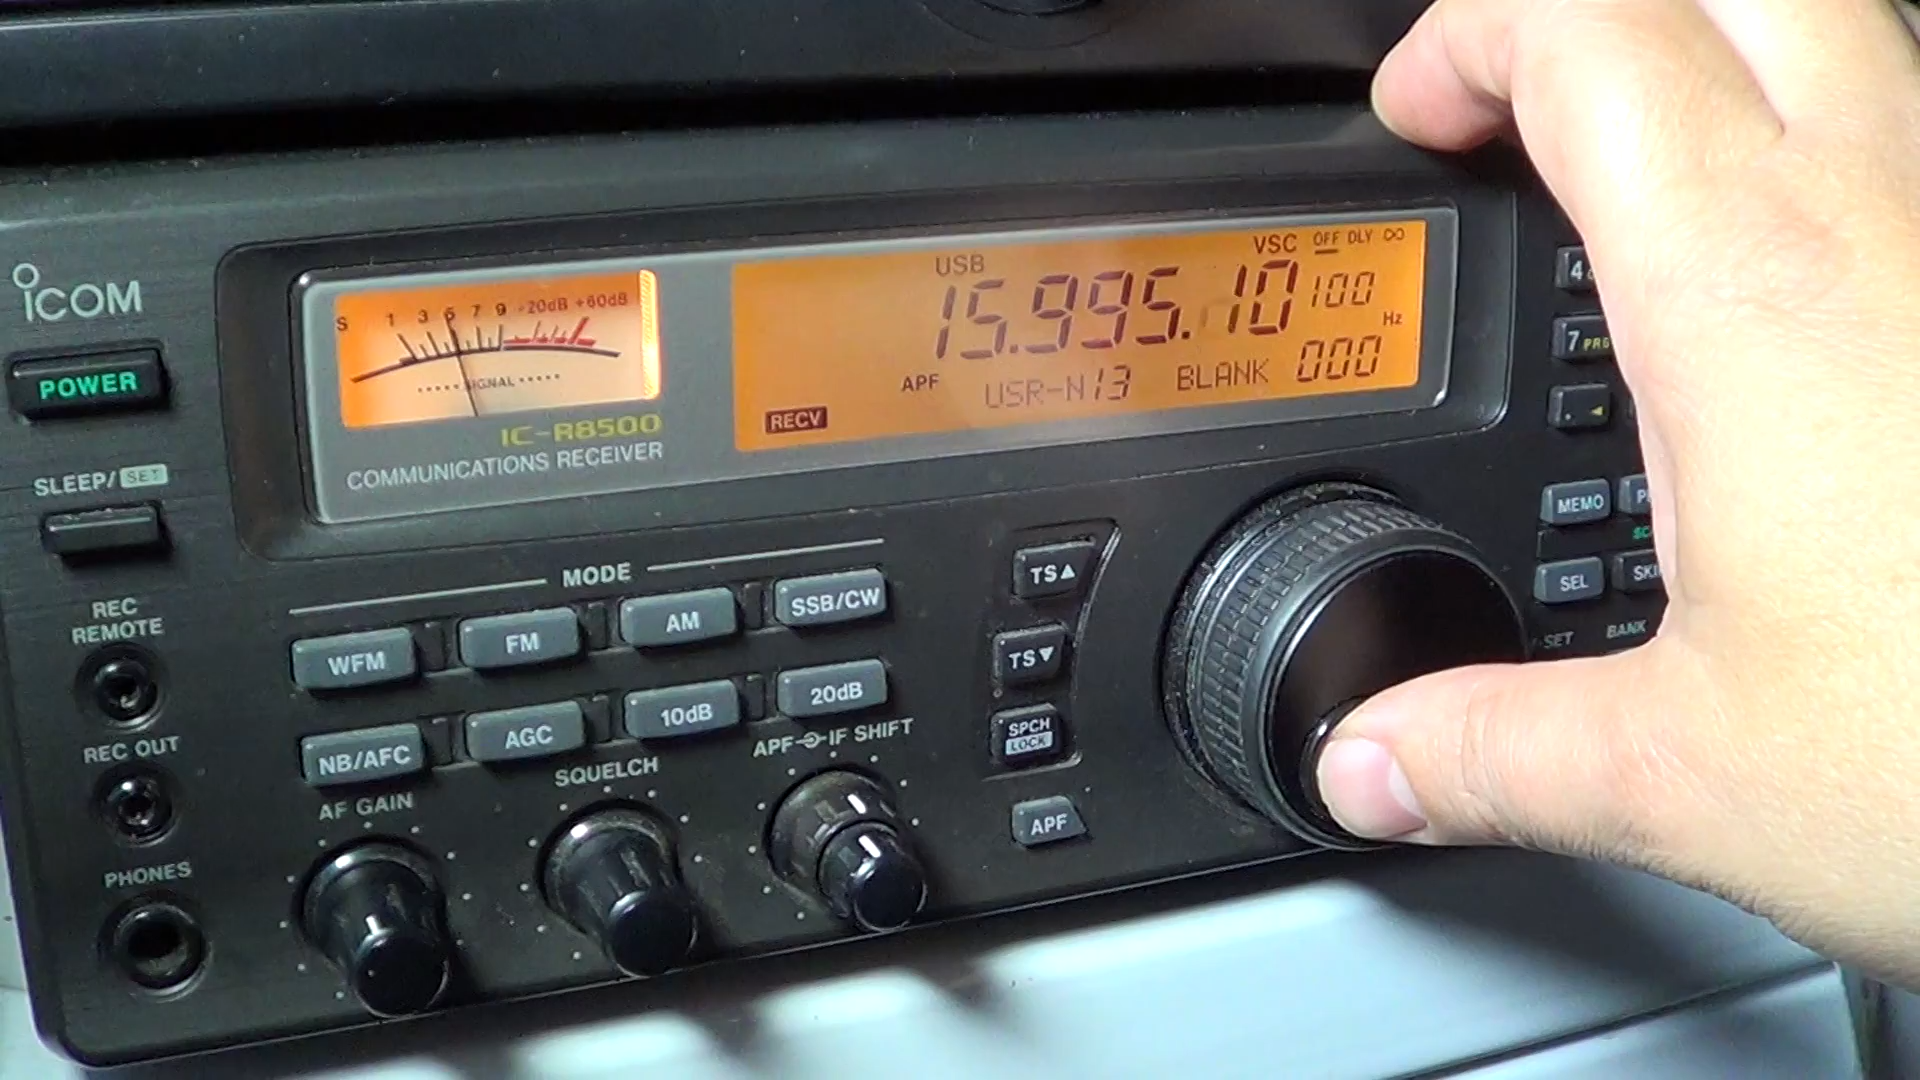 ICOM
POWER
SLEEP/SET
REC
REMOTE
REC OUT
PHONES
S 1 3 5 7 9 +20dB +60dB
SIGNAL
IC-R8500
COMMUNICATIONS RECEIVER
VSC OFF DLY ∞
USB
15.995.10 100
Hz
APF USR-N13 BLANK 000
RECV
MODE
WFM FM AM SSB/CW
NB/AFC AGC 10dB 20dB
AF GAIN SQUELCH APF IF SHIFT
TS▲
TS▼
SPCH
LOCK
APF
4
7
. ◄
MEMO
SEL
SET BANK